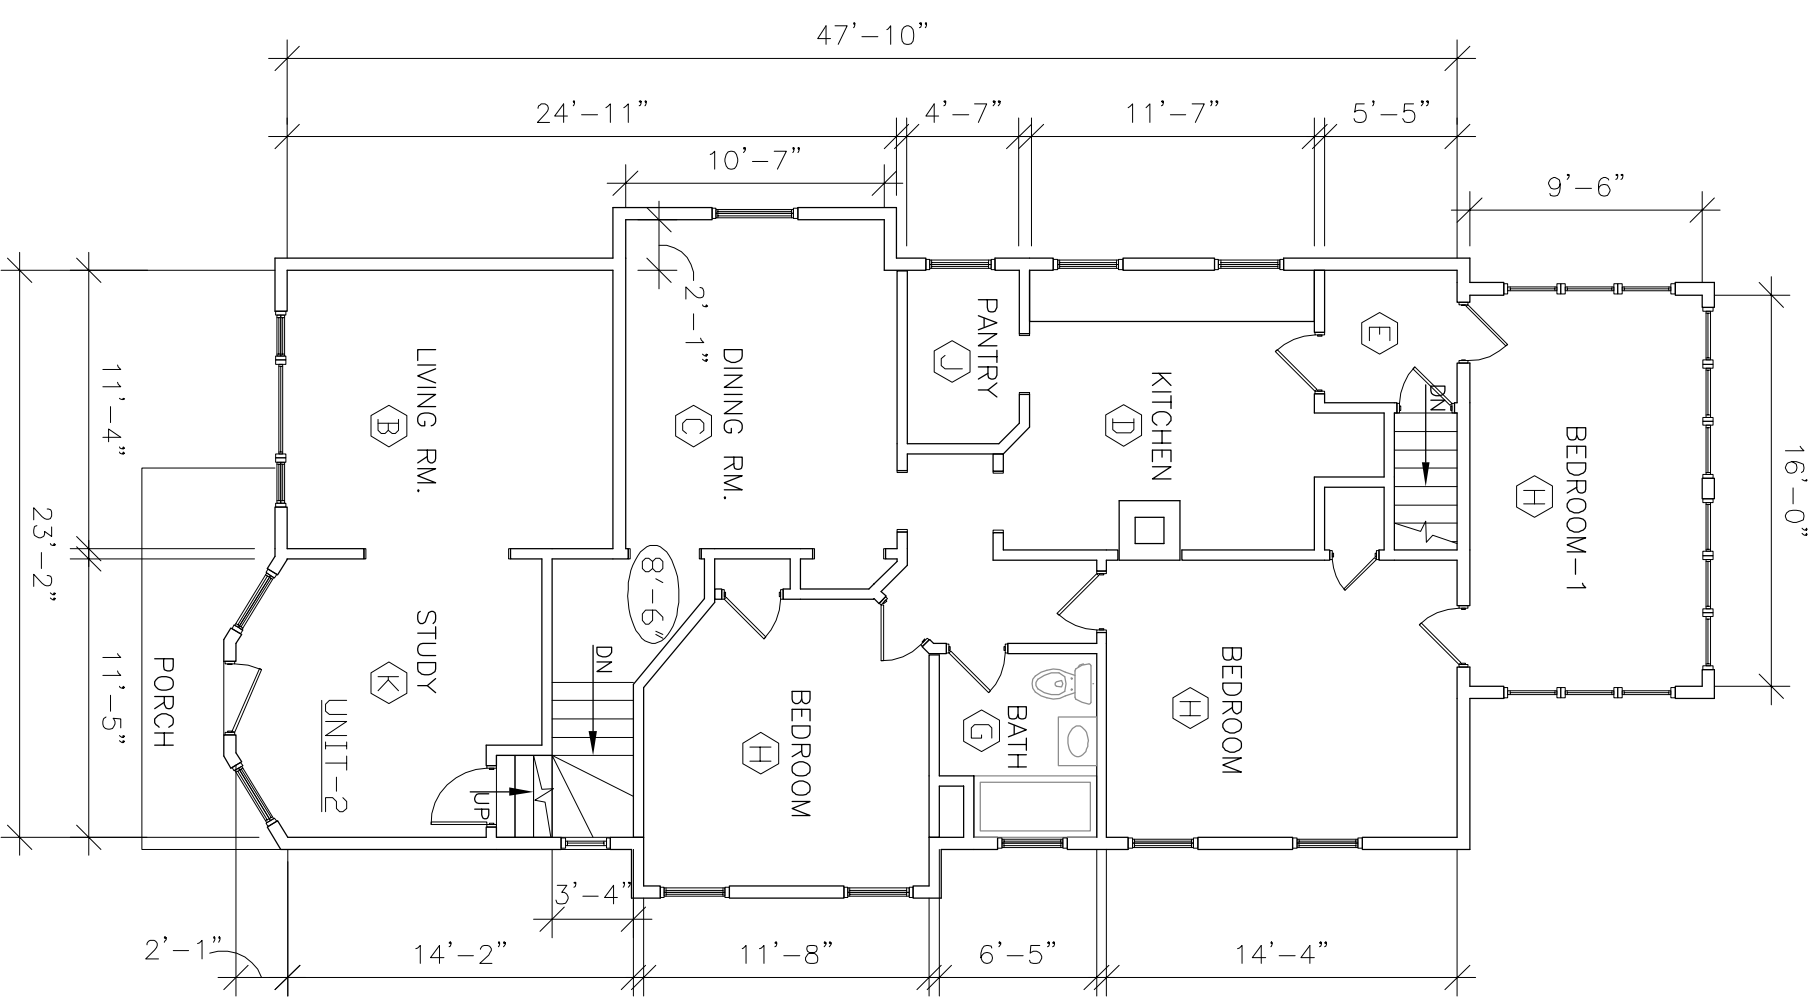 47'-10"
24'-11"
4'-7"
11'-7"
5'-5"
10'-7"
9'-6"
2'-1"
16'-0"
PANTRY
J
E
LIVING RM.
B
DINING RM.
C
KITCHEN
D
DN
BEDROOM-1
H
11'-4"
23'-2"
8'-6"
STUDY
K
DN
UNIT-2
PORCH
11'-5"
UP
BEDROOM
H
BATH
G
BEDROOM
H
3'-4"
2'-1"
14'-2"
11'-8"
6'-5"
14'-4"